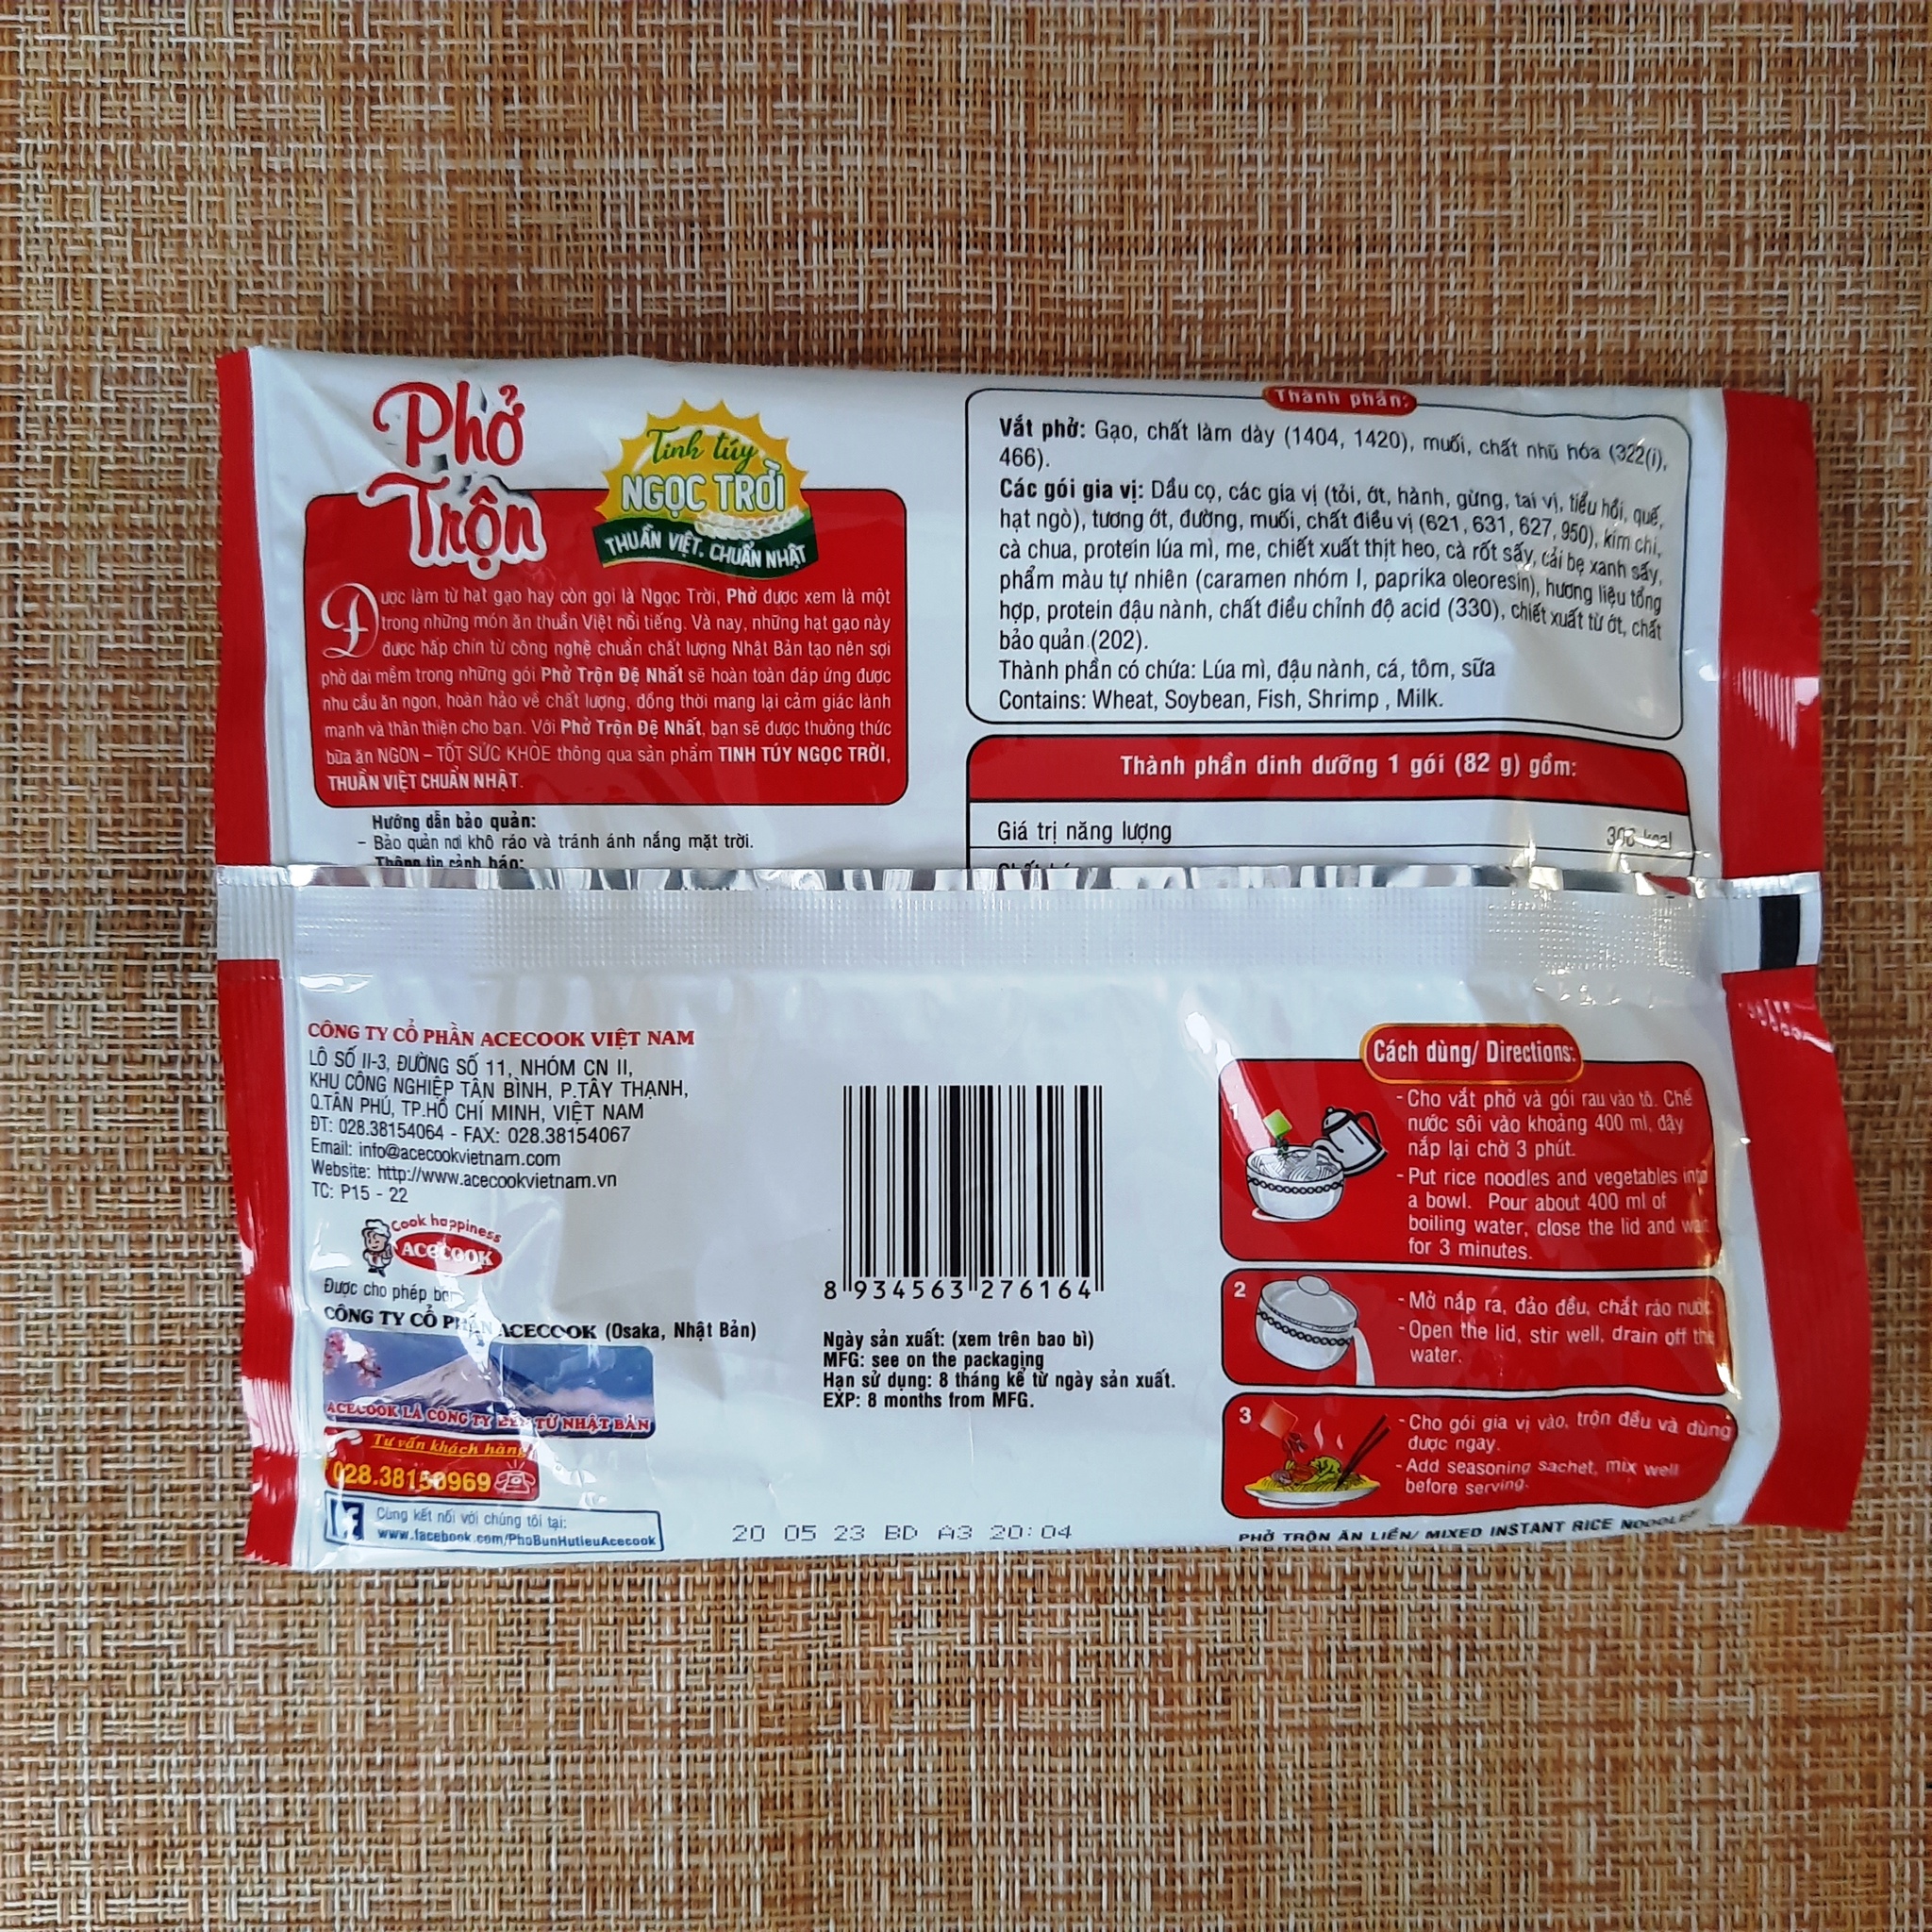 Phở
Trộn
Tinh túy
NGỌC TRỜI
THUẦN VIỆT. CHUẨN NHẬT
Được làm từ hạt gạo hay còn gọi là Ngọc Trời, Phở được xem là một
trong những món ăn thuần Việt nổi tiếng. Và nay, những hạt gạo này
được hấp chín từ công nghệ chuẩn chất lượng Nhật Bản tạo nên sợi
phở dai mềm trong những gói Phở Trộn Đệ Nhất sẽ hoàn toàn đáp ứng được
nhu cầu ăn ngon, hoàn hảo về chất lượng, đồng thời mang lại cảm giác lành
mạnh và thân thiện cho bạn. Với Phở Trộn Đệ Nhất, bạn sẽ được thưởng thức
bữa ăn NGON – TỐT SỨC KHỎE thông qua sản phẩm TINH TÚY NGỌC TRỜI,
THUẦN VIỆT CHUẨN NHẬT.
Hướng dẫn bảo quản:
- Bảo quản nơi khô ráo và tránh ánh nắng mặt trời.
Thông tin cảnh báo:
Thành phần:
Vắt phở: Gạo, chất làm dày (1404, 1420), muối, chất nhũ hóa (322(i),
466).
Các gói gia vị: Dầu cọ, các gia vị (tỏi, ớt, hành, gừng, tai vị, tiểu hồi, quế,
hạt ngò), tương ớt, đường, muối, chất điều vị (621, 631, 627, 950), kim chi,
cà chua, protein lúa mì, me, chiết xuất thịt heo, cà rốt sấy, cải bẹ xanh sấy,
phẩm màu tự nhiên (caramen nhóm I, paprika oleoresin), hương liệu tổng
hợp, protein đậu nành, chất điều chỉnh độ acid (330), chiết xuất từ ớt, chất
bảo quản (202).
Thành phần có chứa: Lúa mì, đậu nành, cá, tôm, sữa
Contains: Wheat, Soybean, Fish, Shrimp , Milk.
Thành phần dinh dưỡng 1 gói (82 g) gồm:
Giá trị năng lượng kcal
CÔNG TY CỔ PHẦN ACECOOK VIỆT NAM
LÔ SỐ II-3, ĐƯỜNG SỐ 11, NHÓM CN II,
KHU CÔNG NGHIỆP TÂN BÌNH, P.TÂY THẠNH,
Q.TÂN PHÚ, TP.HỒ CHÍ MINH, VIỆT NAM
ĐT: 028.38154064 - FAX: 028.38154067
Email: info@acecookvietnam.com
Website: http://www.acecookvietnam.vn
TC: P15 - 22
Cook happiness
ACECOOK
Được cho phép bởi
CÔNG TY CỔ PHẦN ACECOOK (Osaka, Nhật Bản)
ACECOOK LÀ CÔNG TY ĐẾN TỪ NHẬT BẢN
Tư vấn khách hàng
028.38150969
Cùng kết nối với chúng tôi tại:
www.facebook.com/PhoBunHutieuAcecook
8 934563 276164
Ngày sản xuất: (xem trên bao bì)
MFG: see on the packaging
Hạn sử dụng: 8 tháng kể từ ngày sản xuất.
EXP: 8 months from MFG.
20 05 23 BD A3 20:04
Cách dùng/ Directions:
1
- Cho vắt phở và gói rau vào tô. Chế
nước sôi vào khoảng 400 ml, đậy
nắp lại chờ 3 phút.
- Put rice noodles and vegetables into
a bowl. Pour about 400 ml of
boiling water, close the lid and wait
for 3 minutes.
2
- Mở nắp ra, đảo đều, chắt ráo nước
- Open the lid, stir well, drain off the
water.
3
- Cho gói gia vị vào, trộn đều và dùng
được ngay.
- Add seasoning sachet, mix well
before serving.
PHỞ TRỘN ĂN LIỀN/ MIXED INSTANT RICE NOODLES